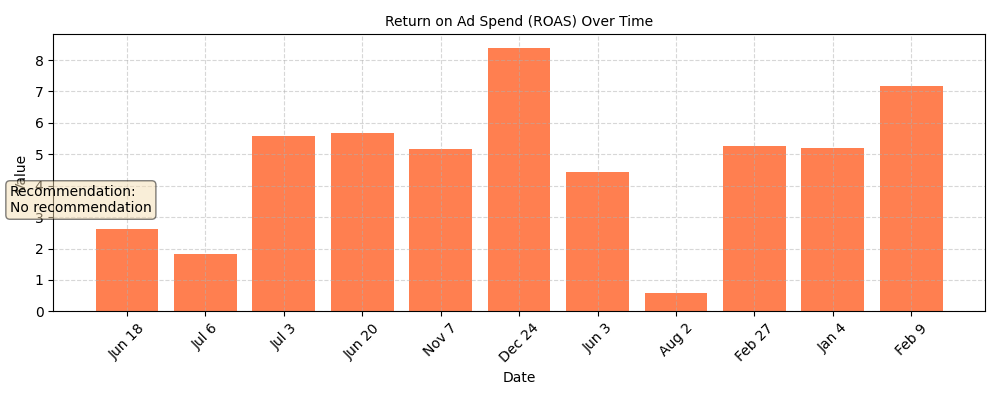 Return on Ad Spend (ROAS) Over Time
Value
8
7
6
5
4
3
2
1
0
Recommendation:
No recommendation
Jun 18
Jul 6
Jul 3
Jun 20
Nov 7
Dec 24
Jun 3
Aug 2
Feb 27
Jan 4
Feb 9
Date